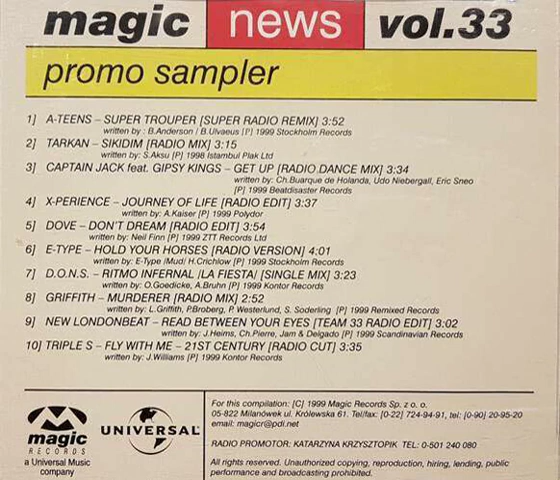 magic news vol.33
promo sampler
1] A-TEENS – SUPER TROUPER [SUPER RADIO REMIX] 3:52
written by : B.Anderson / B.Ulvaeus [P] 1999 Stockholm Records
2] TARKAN – SIKIDIM [RADIO MIX] 3:15
written by : S.Aksu [P] 1998 Istambul Plak Ltd
3] CAPTAIN JACK feat. GIPSY KINGS – GET UP [RADIO DANCE MIX] 3:34
written by : Ch.Buarque de Holanda, Udo Niebergall, Eric Sneo
[P] 1999 Beatdisaster Records
4] X-PERIENCE – JOURNEY OF LIFE [RADIO EDIT] 3:37
written by : A.Kaiser [P] 1999 Polydor
5] DOVE – DON'T DREAM [RADIO EDIT] 3:54
written by : Neil Finn [P] 1999 ZTT Records Ltd
6] E-TYPE – HOLD YOUR HORSES [RADIO VERSION] 4:01
written by : E-Type /Mud/ H.Crichlow [P] 1999 Stockholm Records
7] D.O.N.S. – RITMO INFERNAL /LA FIESTA/ [SINGLE MIX] 3:23
written by : O.Goedicke, A.Bruhn [P] 1999 Kontor Records
8] GRIFFITH – MURDERER [RADIO MIX] 2:52
written by : L.Griffith, P.Broberg, P. Westerlund, S. Soderling [P] 1999 Remixed Records
9] NEW LONDONBEAT – READ BETWEEN YOUR EYES [TEAM 33 RADIO EDIT] 3:02
written by : J.Helms, Ch.Pierre, Jam & Delgado [P] 1999 Scandinavian Records
10] TRIPLE S – FLY WITH ME – 21ST CENTURY [RADIO CUT] 3:35
written by : J.Williams [P] 1999 Kontor Records
magic
RECORDS
a Universal Music
company
UNIVERSAL
For this compilation: [C] 1999 Magic Records Sp. z o. o.
05-822 Milanówek ul. Królewska 61. Tel/fax: [0-22] 724-94-91, tel: [0-90] 20-95-20
email: magicr@pdi.net
RADIO PROMOTOR: KATARZYNA KRZYSZTOPIK TEL: 0-501 240 080
All rights reserved. Unauthorized copying, reproduction, hiring, lending, public
performance and broadcasting prohibited.